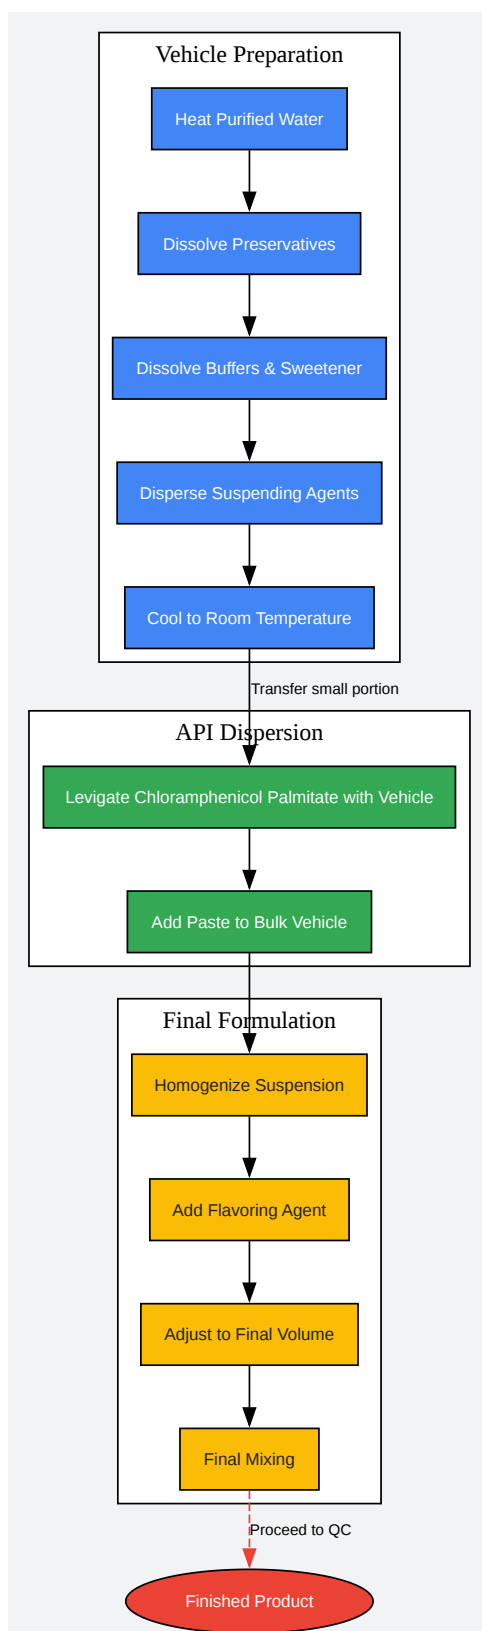 Vehicle Preparation
Heat Purified Water
Dissolve Preservatives
Dissolve Buffers & Sweetener
Disperse Suspending Agents
Cool to Room Temperature
Transfer small portion
API Dispersion
Levigate Chloramphenicol Palmitate with Vehicle
Add Paste to Bulk Vehicle
Final Formulation
Homogenize Suspension
Add Flavoring Agent
Adjust to Final Volume
Final Mixing
Proceed to QC
Finished Product